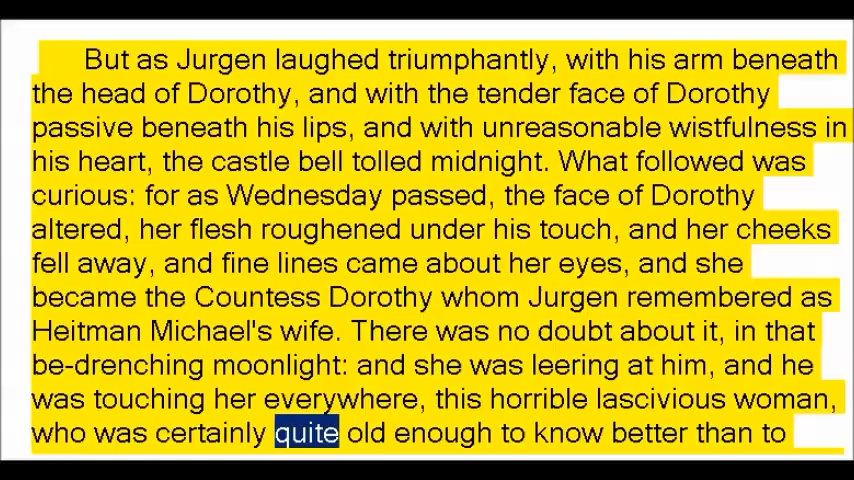 But as Jurgen laughed triumphantly, with his arm beneath
the head of Dorothy, and with the tender face of Dorothy
passive beneath his lips, and with unreasonable wistfulness in
his heart, the castle bell tolled midnight. What followed was
curious: for as Wednesday passed, the face of Dorothy
altered, her flesh roughened under his touch, and her cheeks
fell away, and fine lines came about her eyes, and she
became the Countess Dorothy whom Jurgen remembered as
Heitman Michael's wife. There was no doubt about it, in that
be-drenching moonlight: and she was leering at him, and he
was touching her everywhere, this horrible lascivious woman,
who was certainly quite old enough to know better than to